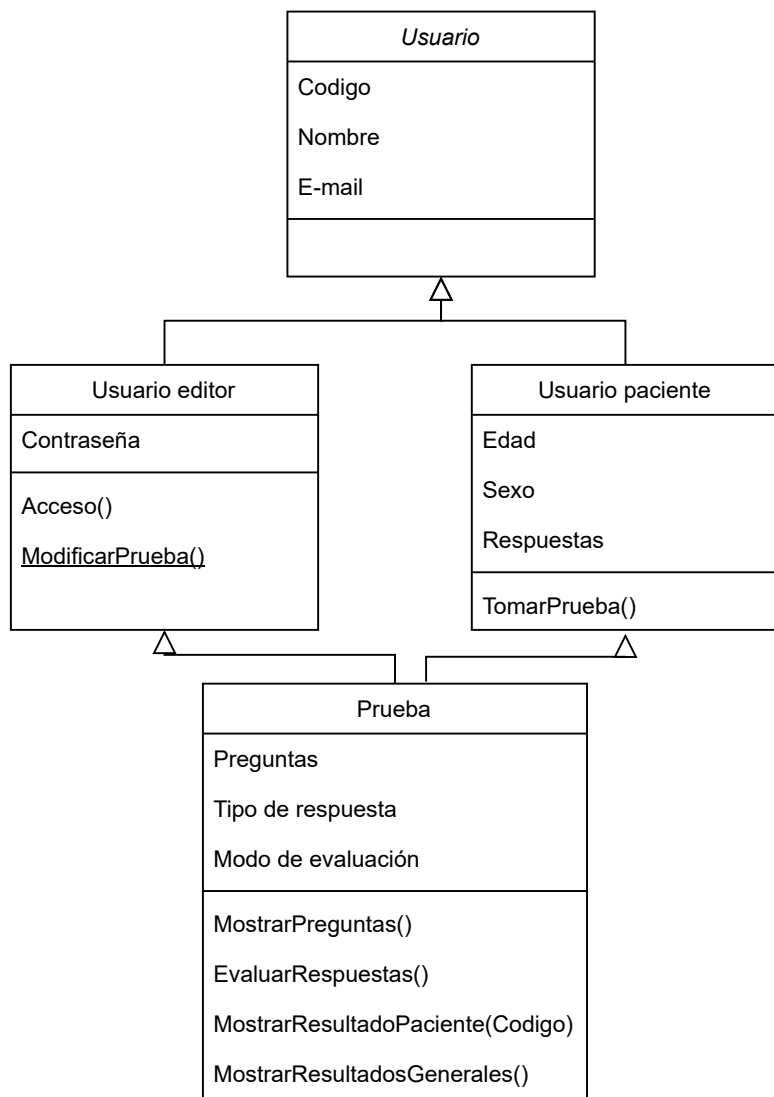 Usuario
Codigo
Nombre
E-mail
Usuario editor
Contraseña
Acceso()
ModificarPrueba()
Usuario paciente
Edad
Sexo
Respuestas
TomarPrueba()
Prueba
Preguntas
Tipo de respuesta
Modo de evaluación
MostrarPreguntas()
EvaluarRespuestas()
MostrarResultadoPaciente(Codigo)
MostrarResultadosGenerales()